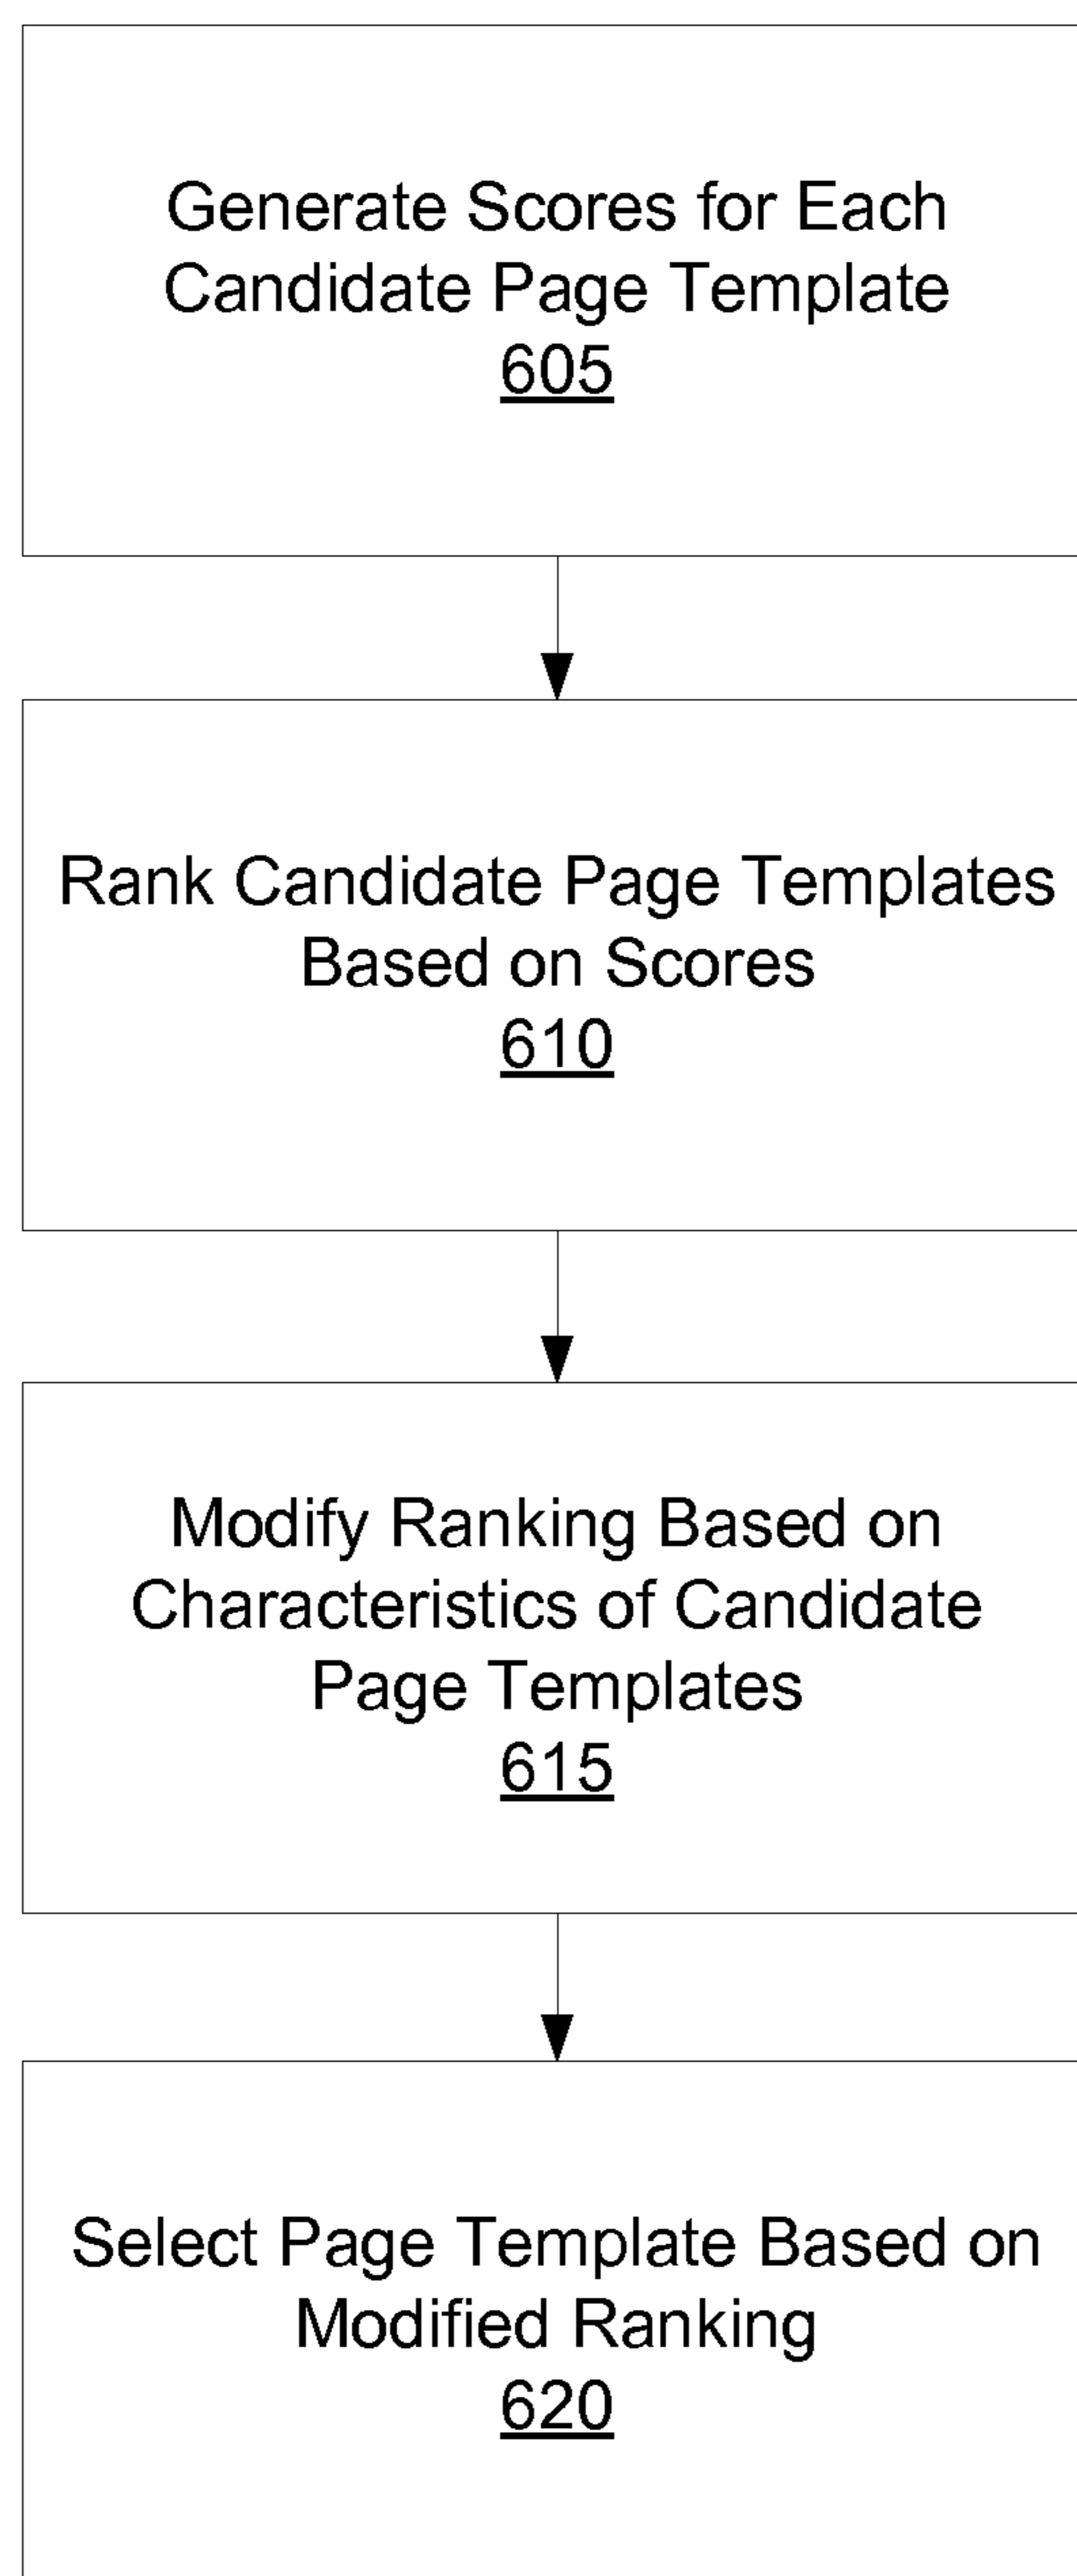 Generate Scores for Each
Candidate Page Template
605
Rank Candidate Page Templates
Based on Scores
610
Modify Ranking Based on
Characteristics of Candidate
Page Templates
615
Select Page Template Based on
Modified Ranking
620